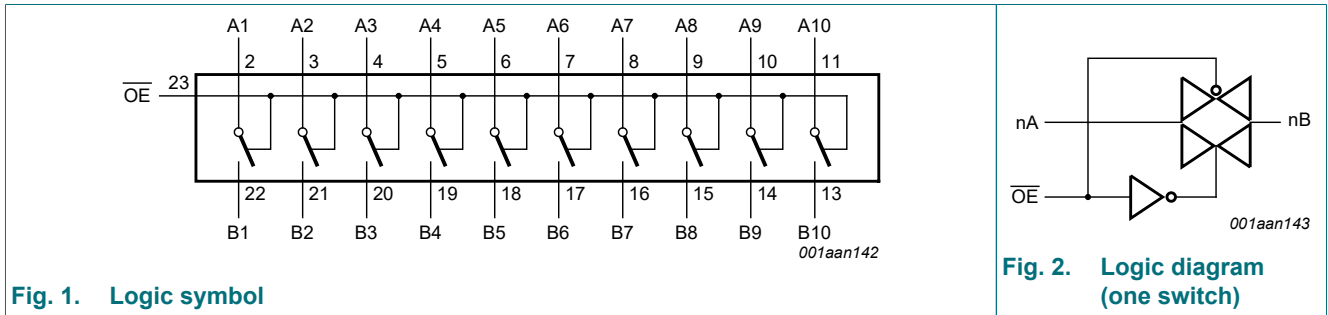 A1 A2 A3 A4 A5 A6 A7 A8 A9 A10
2 3 4 5 6 7 8 9 10 11
23
OE
22 21 20 19 18 17 16 15 14 13
B1 B2 B3 B4 B5 B6 B7 B8 B9 B10
001aan142
Fig. 1. Logic symbol
nA nB
OE
001aan143
Fig. 2. Logic diagram
(one switch)